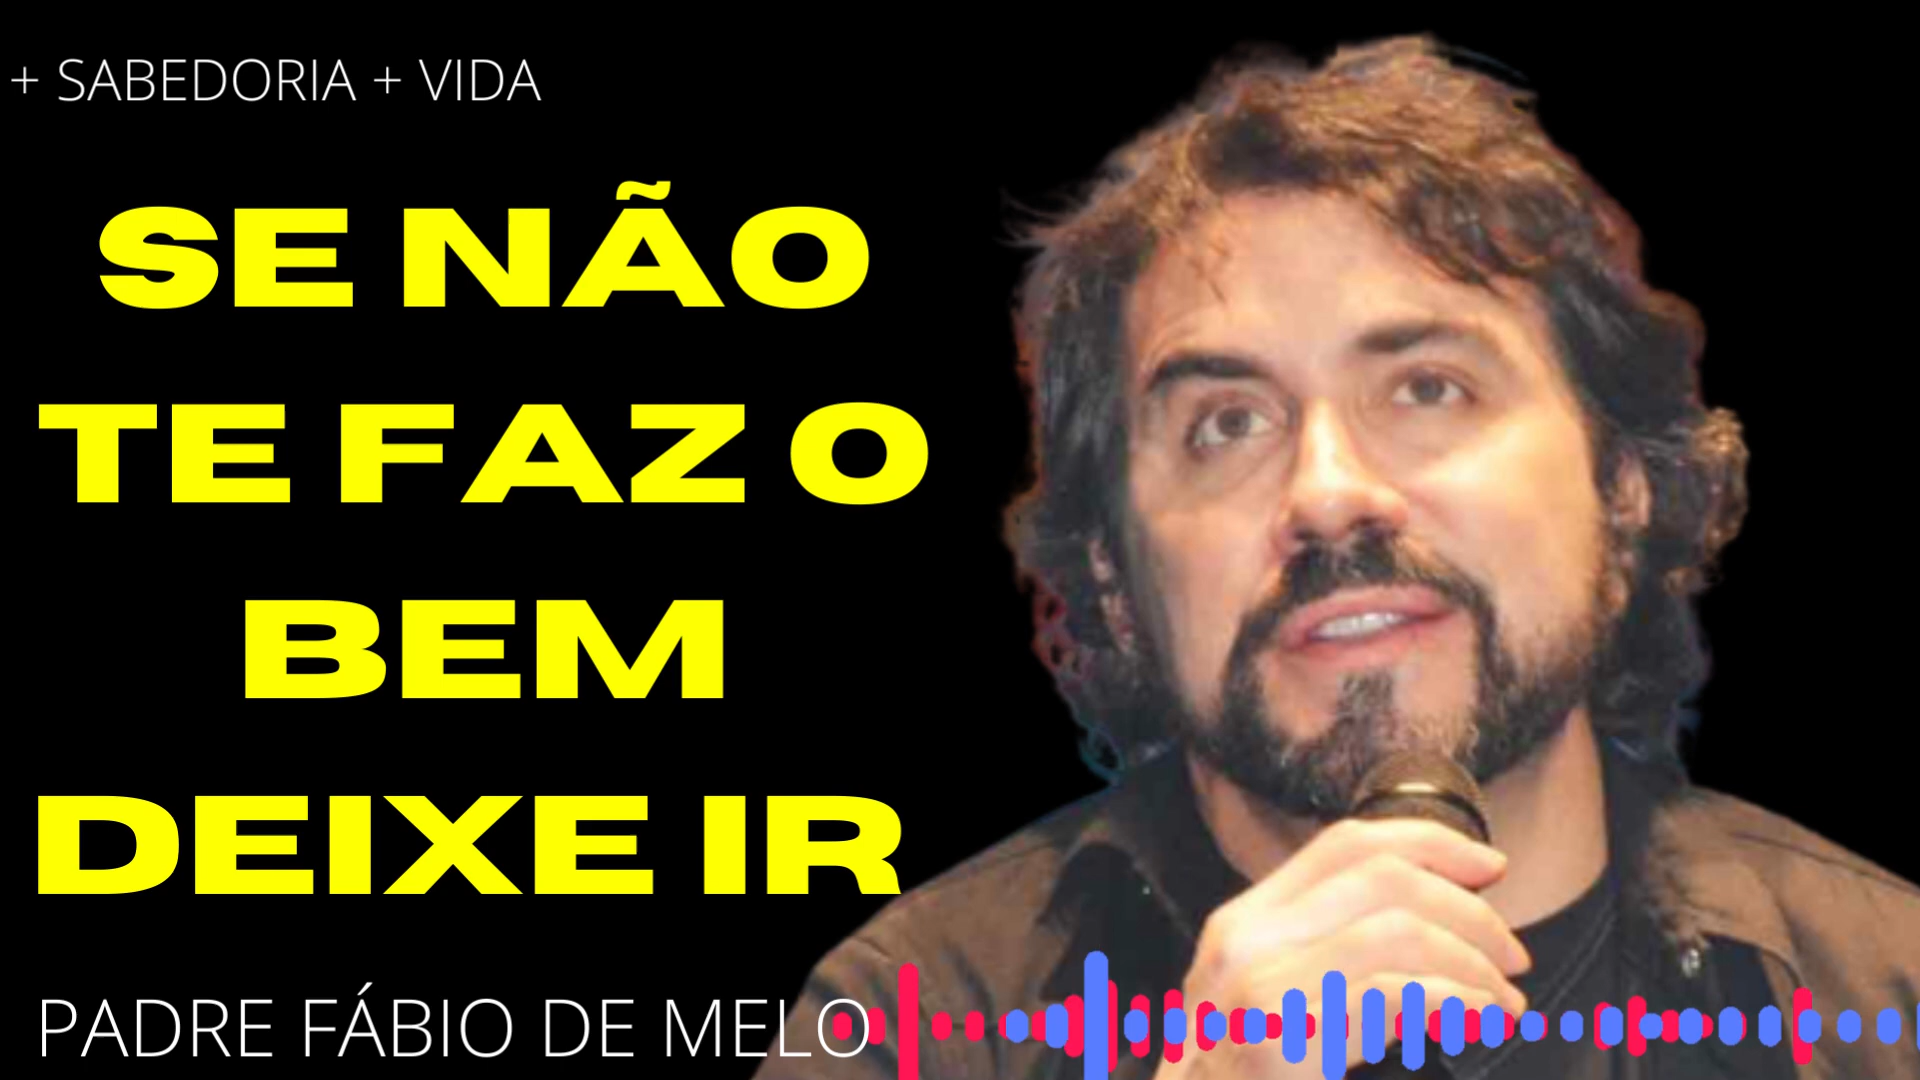 + SABEDORIA + VIDA
SE NÃO
TE FAZ O
BEM
DEIXE IR
PADRE FÁBIO DE MELO